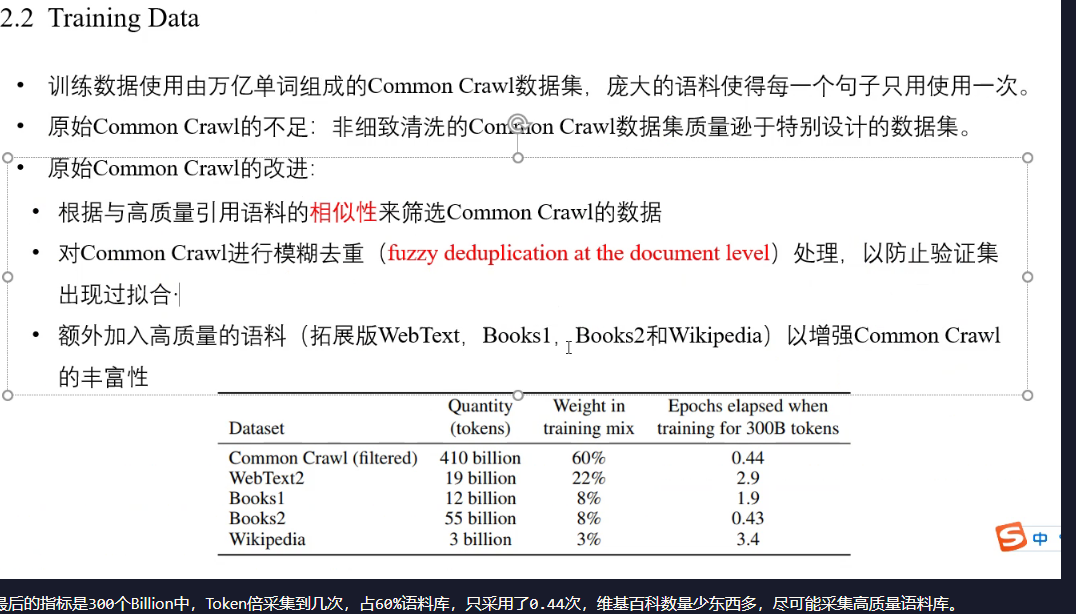 2.2 Training Data
• 训练数据使用由万亿单词组成的Common Crawl数据集，庞大的语料使得每一个句子只用使用一次。
• 原始Common Crawl的不足：非细致清洗的Common Crawl数据集质量逊于特别设计的数据集。
• 原始Common Crawl的改进：
• 根据与高质量引用语料的相似性来筛选Common Crawl的数据
• 对Common Crawl进行模糊去重（fuzzy deduplication at the document level）处理，以防止验证集
出现过拟合·
• 额外加入高质量的语料（拓展版WebText，Books1，Books2和Wikipedia）以增强Common Crawl
的丰富性
Quantity Weight in Epochs elapsed when
Dataset (tokens) training mix training for 300B tokens
Common Crawl (filtered) 410 billion 60% 0.44
WebText2 19 billion 22% 2.9
Books1 12 billion 8% 1.9
Books2 55 billion 8% 0.43
Wikipedia 3 billion 3% 3.4
S 中
最后的指标是300个Billion中，Token倍采集到几次，占60%语料库，只采用了0.44次，维基百科数量少东西多，尽可能采集高质量语料库。